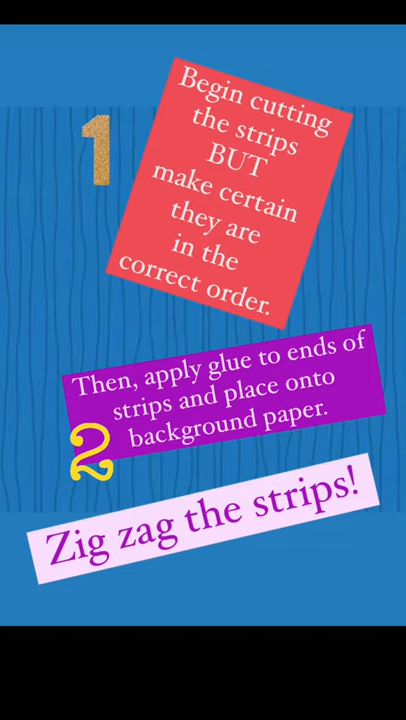 1
Begin cutting
the strips
BUT
make certain
they are
in the
correct order.
Then, apply glue to ends of
strips and place onto
background paper.
2
Zig zag the strips!